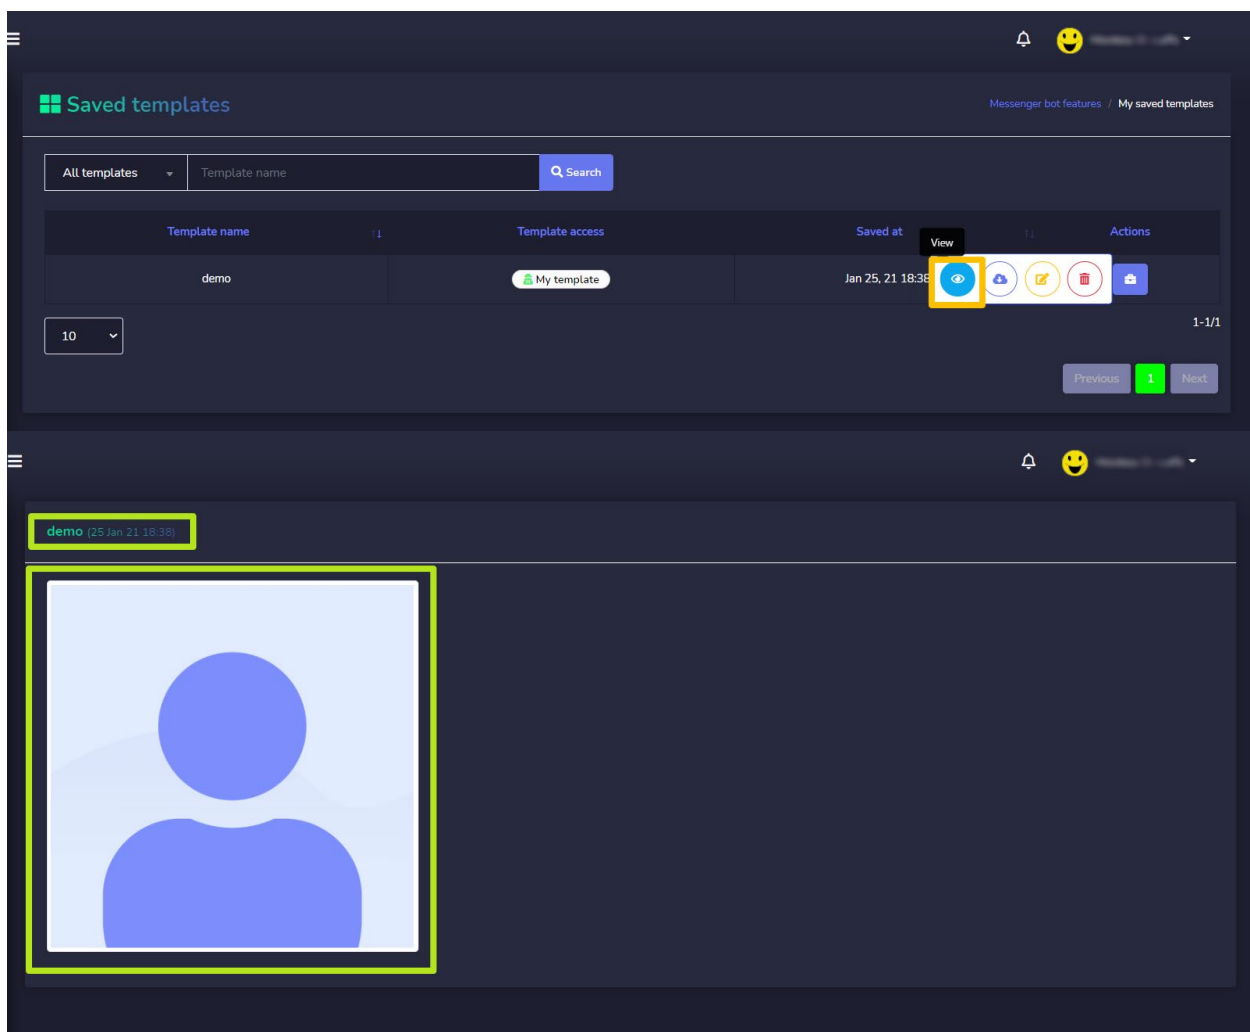 Saved templates
Messenger bot features / My saved templates
All templates
Template name
Search
Template name
Template access
Saved at
Actions
View
demo
My template
Jan 25, 21 18:38
10
1-1/1
Previous
1
Next
demo (25 Jan 21 18:38)